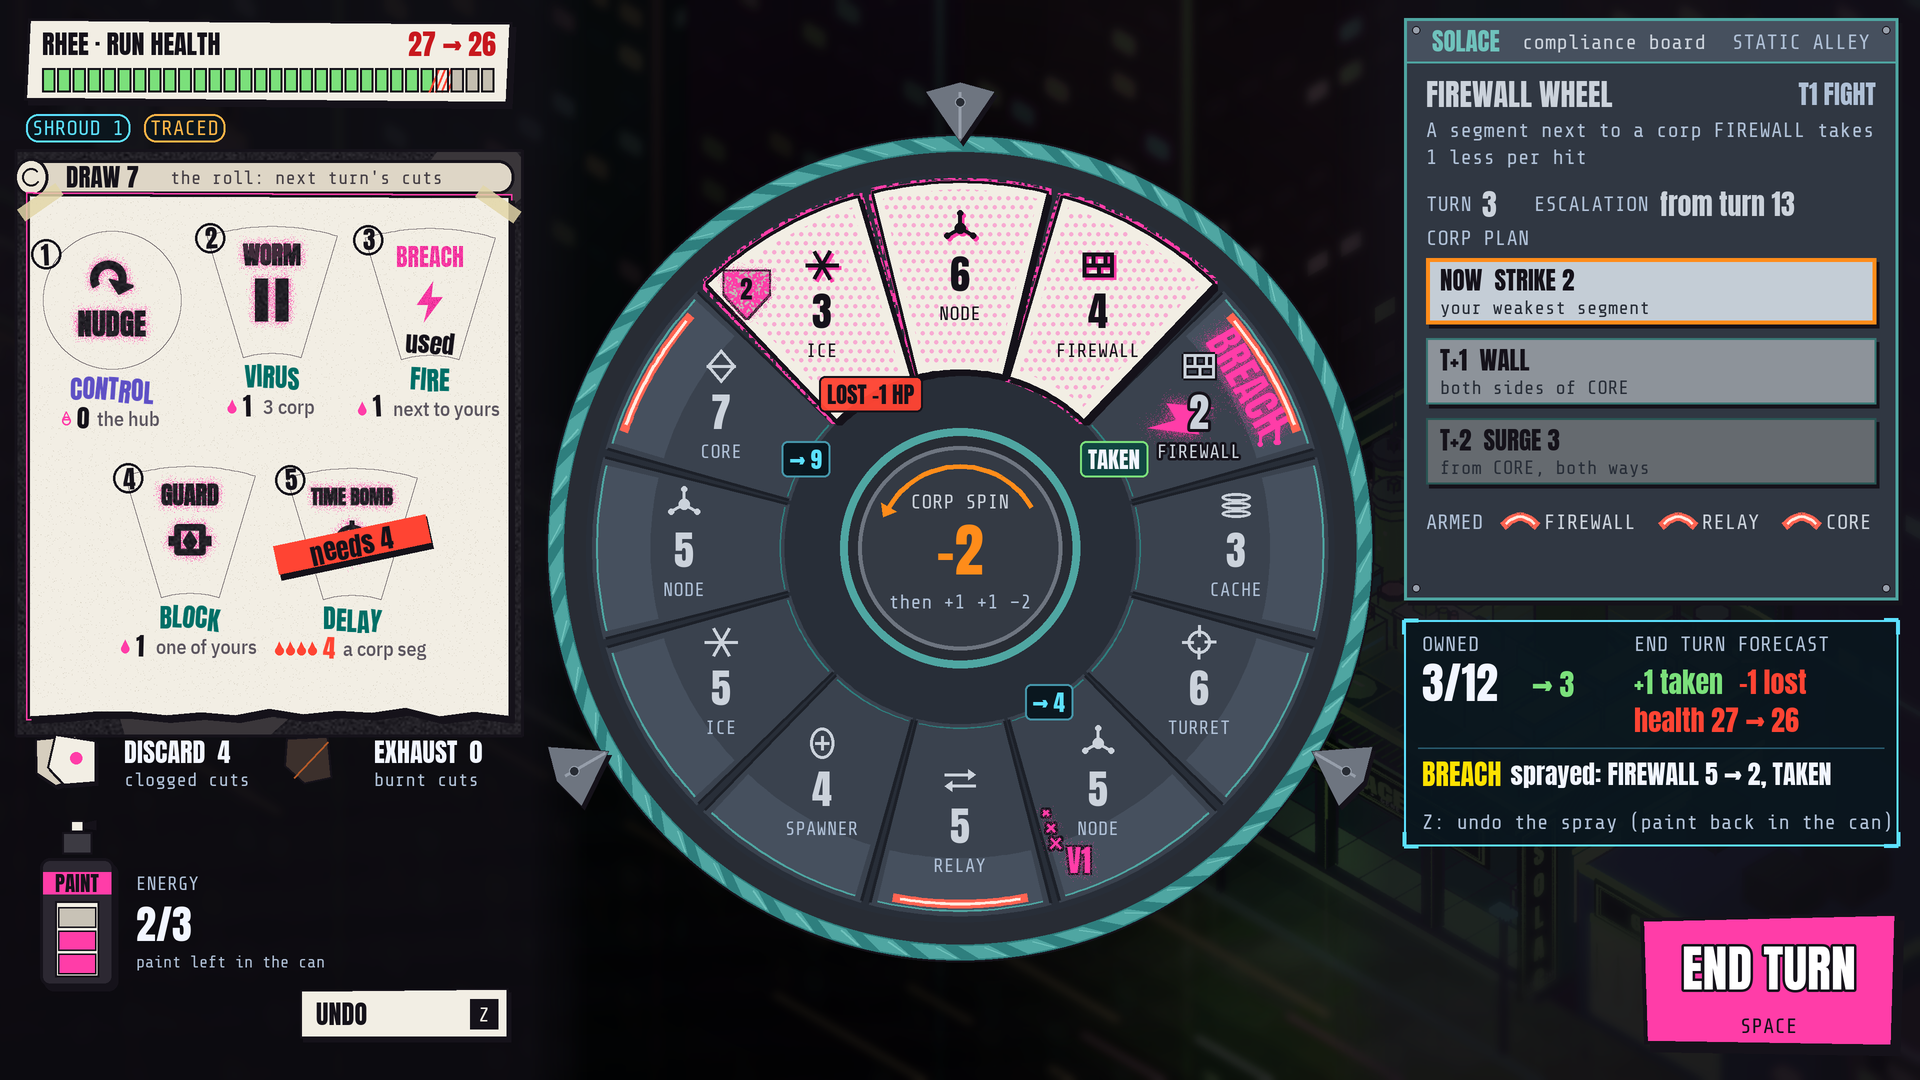 RHEE · RUN HEALTH
27 → 26
SHROUD 1
TRACED
DRAW 7
the roll: next turn's cuts
1
NUDGE
CONTROL
0 the hub
2
WORM
VIRUS
1 3 corp
3
BREACH
used
FIRE
1 next to yours
4
GUARD
BLOCK
1 one of yours
5
TIME BOMB
needs 4
DELAY
4 a corp seg
DISCARD 4
clogged cuts
EXHAUST 0
burnt cuts
PAINT
ENERGY
2/3
paint left in the can
UNDO
Z
2
3
ICE
LOST -1 HP
6
NODE
4
FIREWALL
BREACH
2
FIREWALL
TAKEN
7
CORE
→ 9
5
NODE
3
CACHE
5
ICE
6
TURRET
4
SPAWNER
5
RELAY
→ 4
5
NODE
V1
CORP SPIN
-2
then +1 +1 -2
SOLACE compliance board STATIC ALLEY
FIREWALL WHEEL
T1 FIGHT
A segment next to a corp FIREWALL takes
1 less per hit
TURN 3
ESCALATION from turn 13
CORP PLAN
NOW STRIKE 2
your weakest segment
T+1 WALL
both sides of CORE
T+2 SURGE 3
from CORE, both ways
ARMED FIREWALL RELAY CORE
OWNED
3/12 → 3
END TURN FORECAST
+1 taken -1 lost
health 27 → 26
BREACH sprayed: FIREWALL 5 → 2, TAKEN
Z: undo the spray (paint back in the can)
END TURN
SPACE